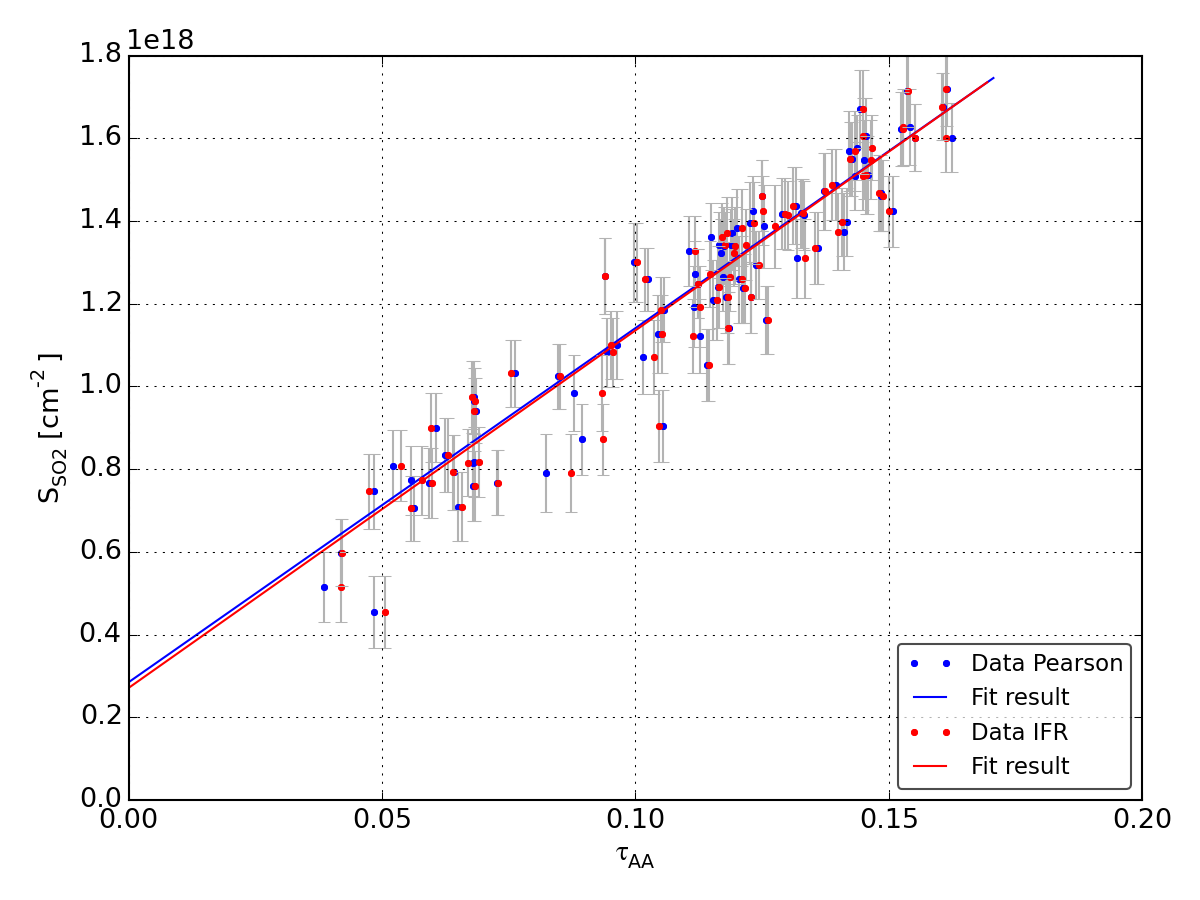 1e18
1.8
1.6
1.4
1.2
1.0
0.8
0.6
0.4
0.2
0.0
0.00 0.05 0.10 0.15 0.20
S_SO2 [cm^-2 ]
τ_AA
Data Pearson
Fit result
Data IFR
Fit result